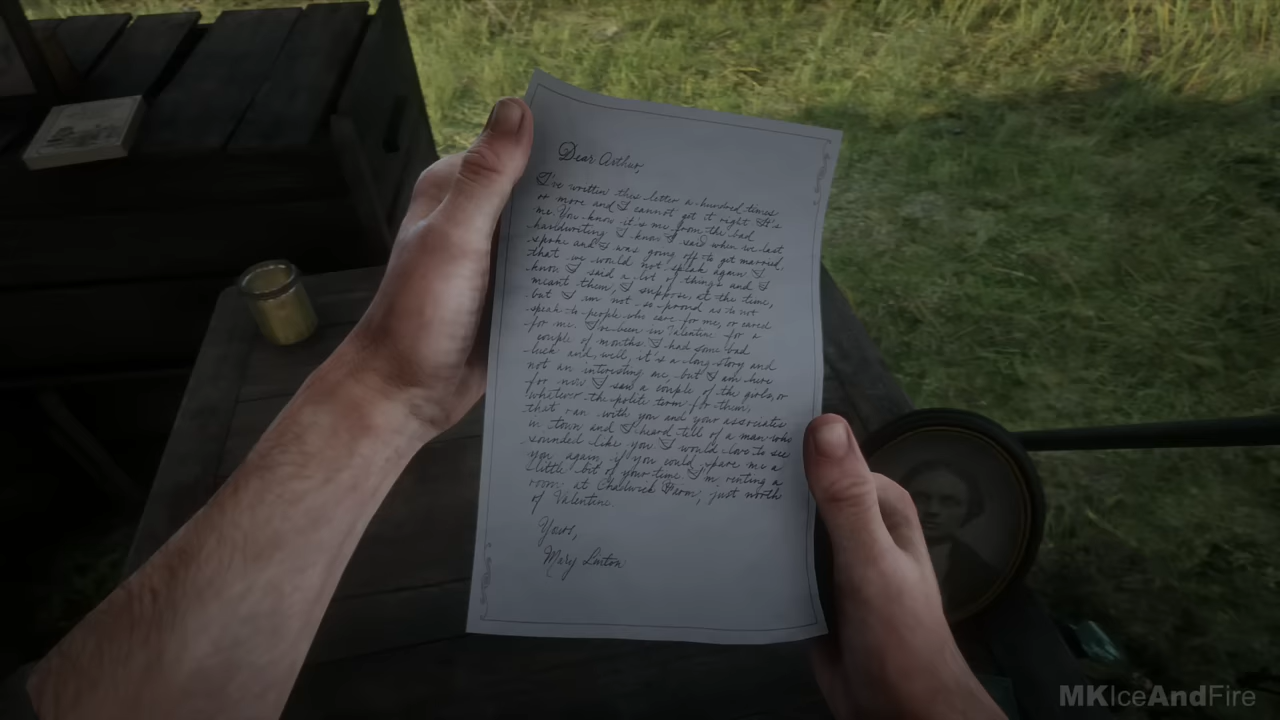 Dear Arthur,
I've written this letter a hundred times
or more and I cannot get it right It's
me. You know it is me from the bad
handwriting I know I said when we last
spoke and I was going off to get married,
that we would not speak again I
know I said a lot of things and I
meant them, I suppose, at the time,
but I am not so proud as to not
speak to people who care for me, or cared
for me. I've been in Valentine for a
couple of months. I had some bad
luck and, well, it's a long story and
not an interesting one, but I am here
for now I saw a couple of the girls, or
whatever the polite term for them,
that ran with you and your associates
in town and I heard tell of a man who
sounded like you. I would love to see
you again, if you could spare me a
little bit of your time I'm renting a
room at Chadwick Farm, just north
of Valentine.
Yours,
Mary Linton
MKIceAndFire